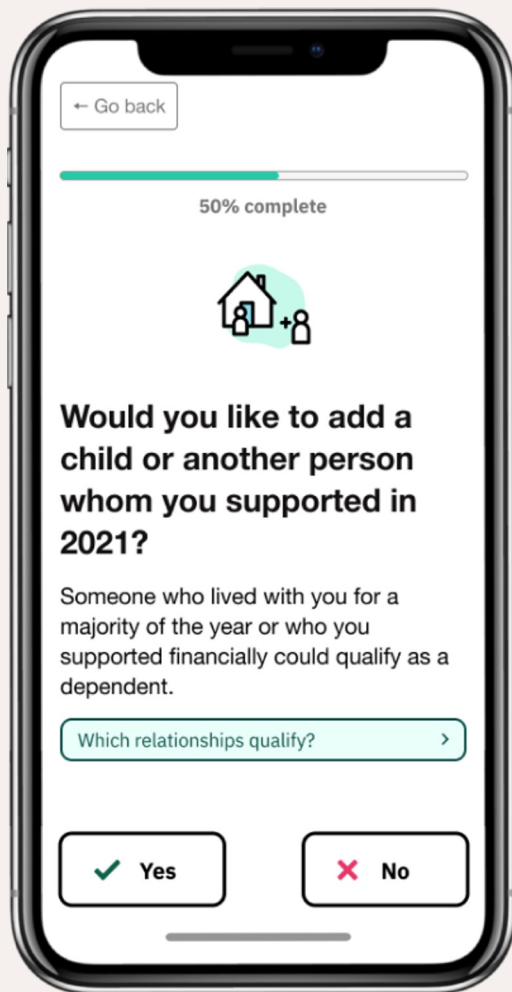 ← Go back
50% complete
Would you like to add a
child or another person
whom you supported in
2021?
Someone who lived with you for a
majority of the year or who you
supported financially could qualify as a
dependent.
Which relationships qualify? >
Yes
No